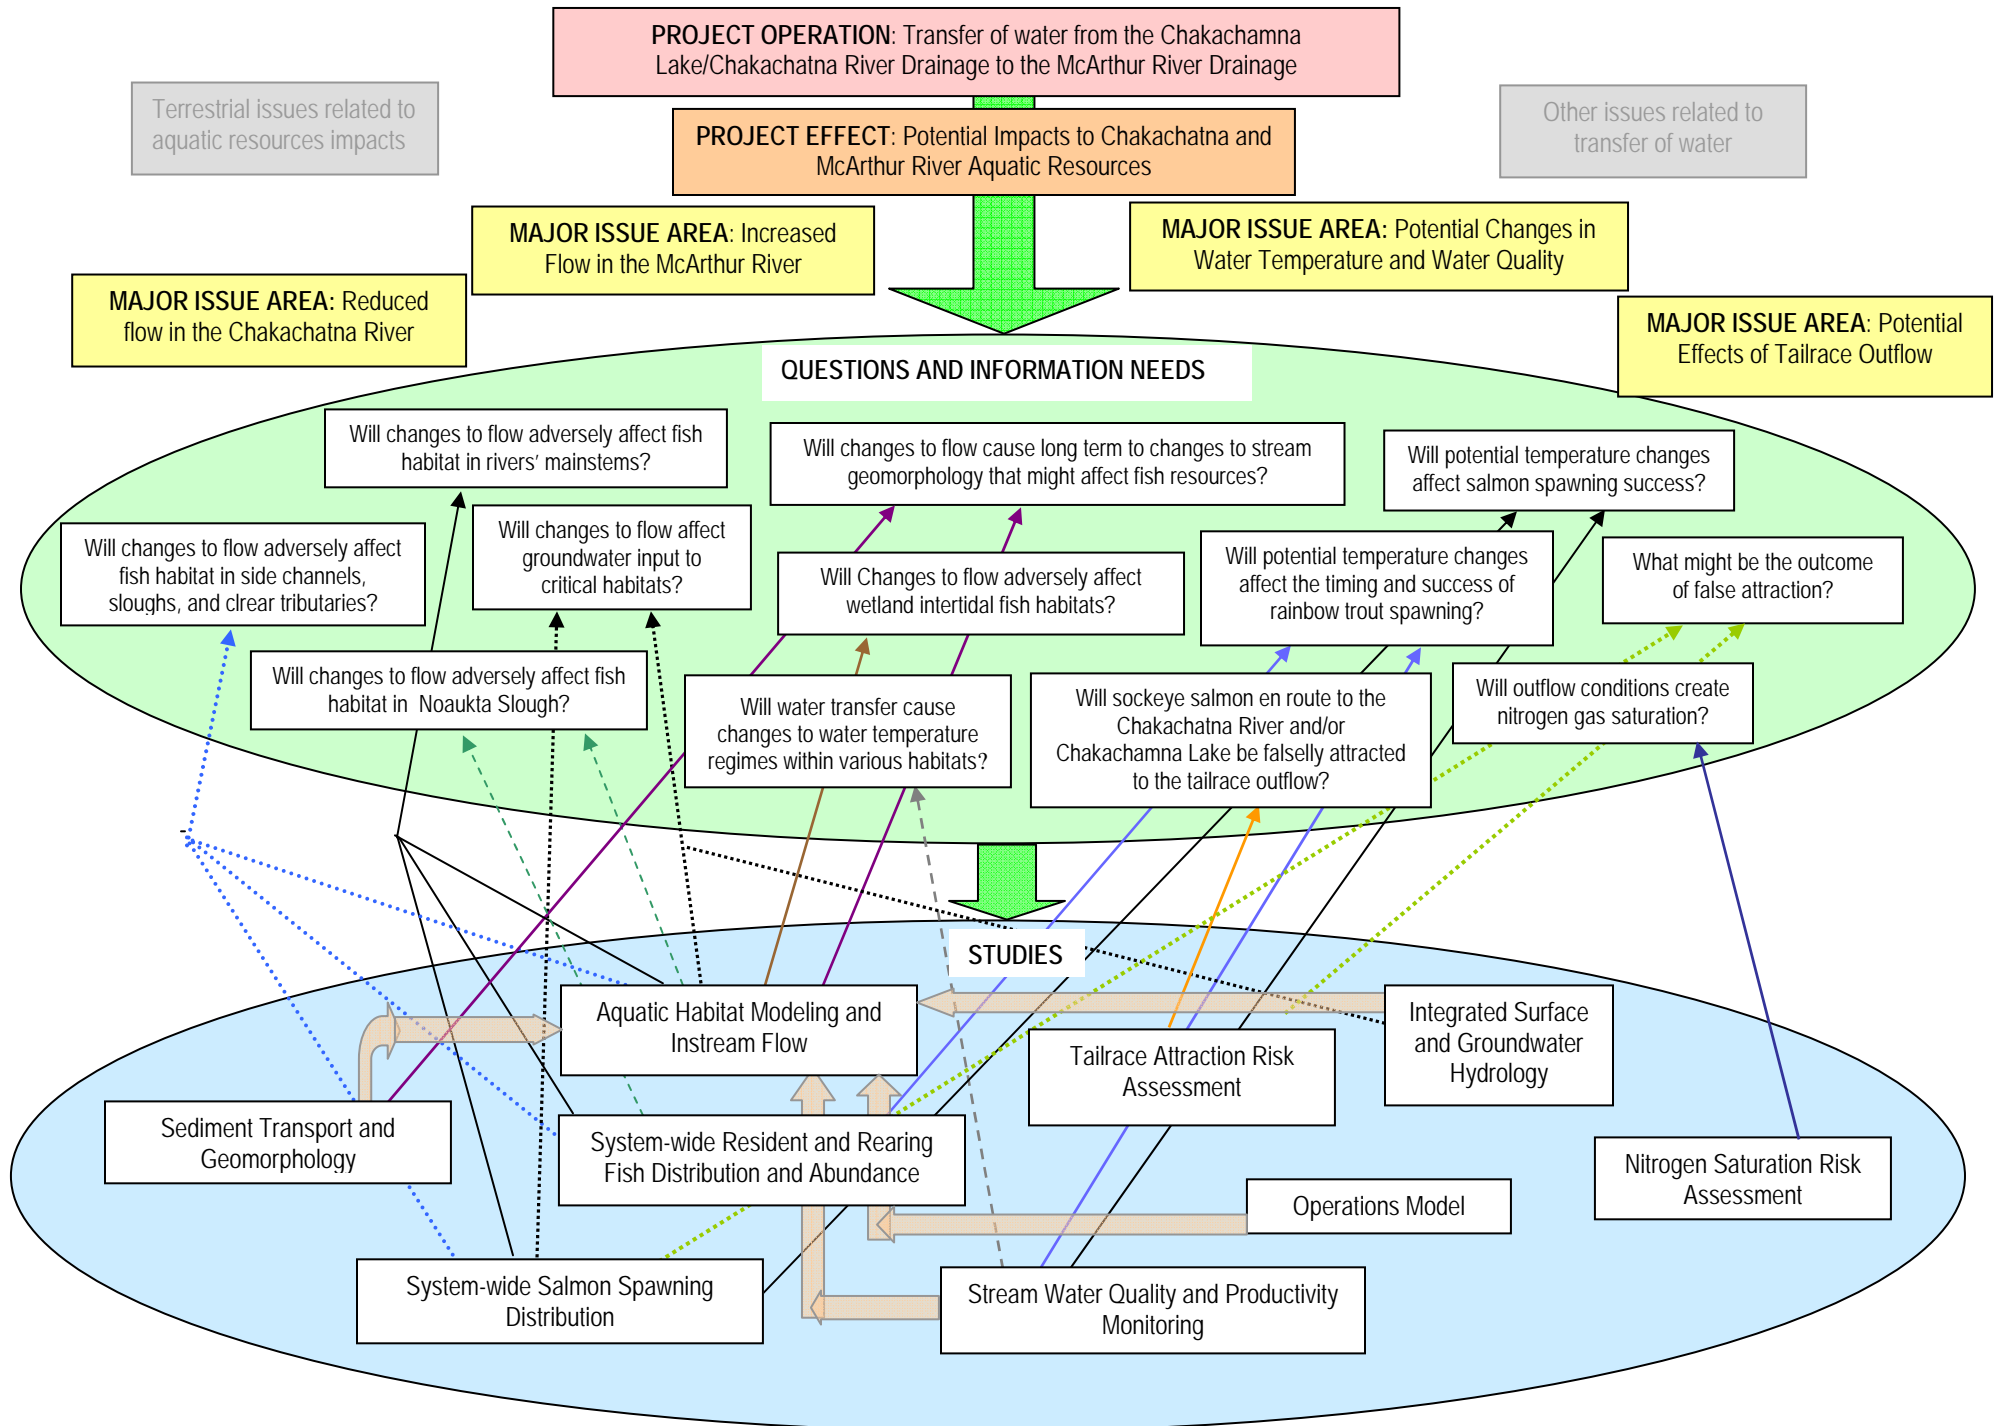 PROJECT OPERATION: Transfer of water from the Chakachamna
Lake/Chakachatna River Drainage to the McArthur River Drainage
Terrestrial issues related to
aquatic resources impacts
Other issues related to
transfer of water
PROJECT EFFECT: Potential Impacts to Chakachatna and
McArthur River Aquatic Resources
MAJOR ISSUE AREA: Increased
Flow in the McArthur River
MAJOR ISSUE AREA: Potential Changes in
Water Temperature and Water Quality
MAJOR ISSUE AREA: Reduced
flow in the Chakachatna River
MAJOR ISSUE AREA: Potential
Effects of Tailrace Outflow
QUESTIONS AND INFORMATION NEEDS
Will changes to flow adversely affect fish
habitat in rivers’ mainstems?
Will changes to flow cause long term to changes to stream
geomorphology that might affect fish resources?
Will potential temperature changes
affect salmon spawning success?
Will changes to flow adversely affect
fish habitat in side channels,
sloughs, and clrear tributaries?
Will changes to flow affect
groundwater input to
critical habitats?
Will Changes to flow adversely affect
wetland intertidal fish habitats?
Will potential temperature changes
affect the timing and success of
rainbow trout spawning?
What might be the outcome
of false attraction?
Will changes to flow adversely affect fish
habitat in Noaukta Slough?
Will water transfer cause
changes to water temperature
regimes within various habitats?
Will sockeye salmon en route to the
Chakachatna River and/or
Chakachamna Lake be falselly attracted
to the tailrace outflow?
Will outflow conditions create
nitrogen gas saturation?
STUDIES
Aquatic Habitat Modeling and
Instream Flow
Tailrace Attraction Risk
Assessment
Integrated Surface
and Groundwater
Hydrology
Sediment Transport and
Geomorphology
System-wide Resident and Rearing
Fish Distribution and Abundance
Nitrogen Saturation Risk
Assessment
Operations Model
System-wide Salmon Spawning
Distribution
Stream Water Quality and Productivity
Monitoring